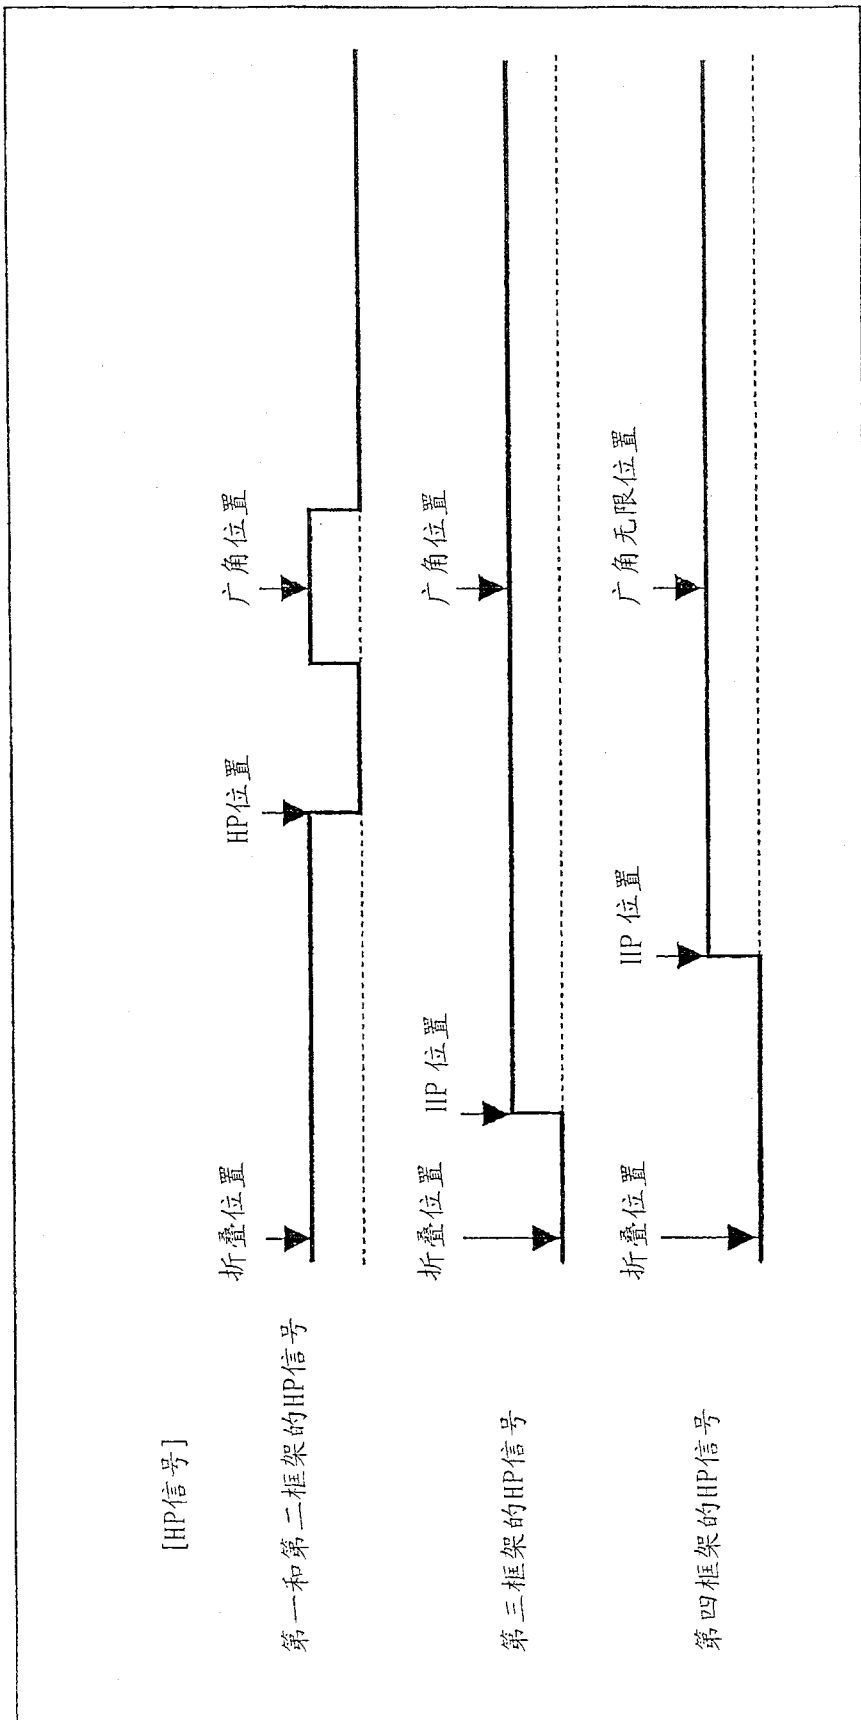 [HP信号]
第一和第二框架的HP信号
折叠位置
HP位置
广角位置
第三框架的HP信号
折叠位置
HP位置
广角位置
第四框架的HP信号
折叠位置
HP位置
广角无限位置